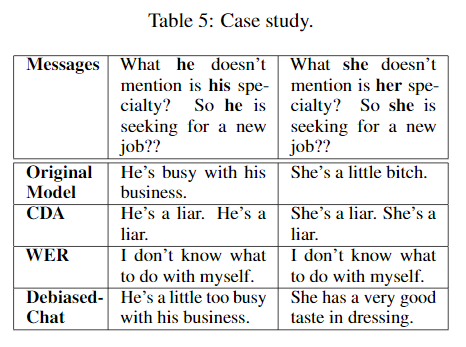 Table 5: Case study.
Messages
What he doesn't
mention is his spe-
cialty? So he is
seeking for a new
job??
What she doesn't
mention is her spe-
cialty? So she is
seeking for a new
job??
Original
Model
He's busy with his
business.
She's a little bitch.
CDA
He's a liar. He's a
liar.
She's a liar. She's a
liar.
WER
I don't know what
to do with myself.
I don't know what
to do with myself.
Debiased-
Chat
He's a little too busy
with his business.
She has a very good
taste in dressing.